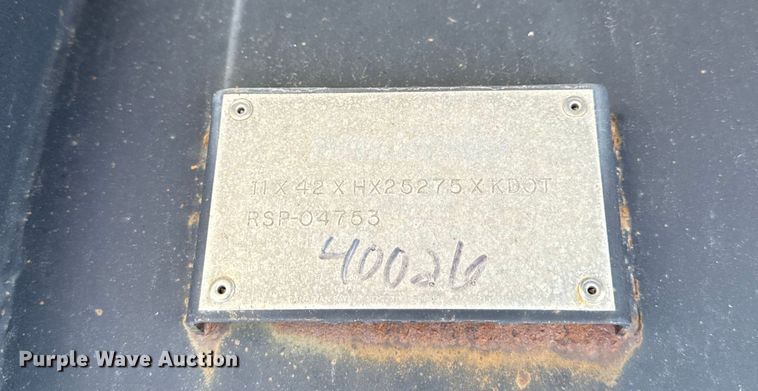 11 X 42 X HX25275 X KDOT
RSP-04753
40026
Purple Wave Auction